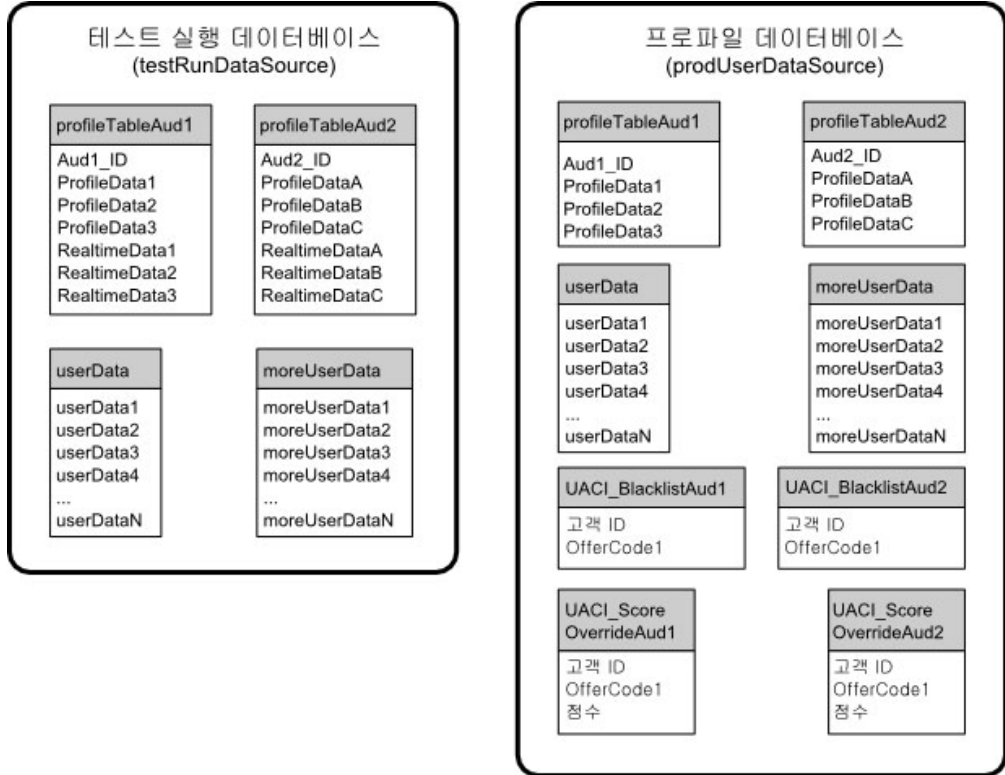 테스트 실행 데이터베이스
(testRunDataSource)
profileTableAud1
Aud1_ID
ProfileData1
ProfileData2
ProfileData3
RealtimeData1
RealtimeData2
RealtimeData3
profileTableAud2
Aud2_ID
ProfileDataA
ProfileDataB
ProfileDataC
RealtimeDataA
RealtimeDataB
RealtimeDataC
userData
userData1
userData2
userData3
userData4
...
userDataN
moreUserData
moreUserData1
moreUserData2
moreUserData3
moreUserData4
...
moreUserDataN
프로파일 데이터베이스
(prodUserDataSource)
profileTableAud1
Aud1_ID
ProfileData1
ProfileData2
ProfileData3
profileTableAud2
Aud2_ID
ProfileDataA
ProfileDataB
ProfileDataC
userData
userData1
userData2
userData3
userData4
...
userDataN
moreUserData
moreUserData1
moreUserData2
moreUserData3
moreUserData4
...
moreUserDataN
UACI_BlacklistAud1
고객 ID
OfferCode1
UACI_BlacklistAud2
고객 ID
OfferCode1
UACI_Score
OverrideAud1
고객 ID
OfferCode1
점수
UACI_Score
OverrideAud2
고객 ID
OfferCode1
점수